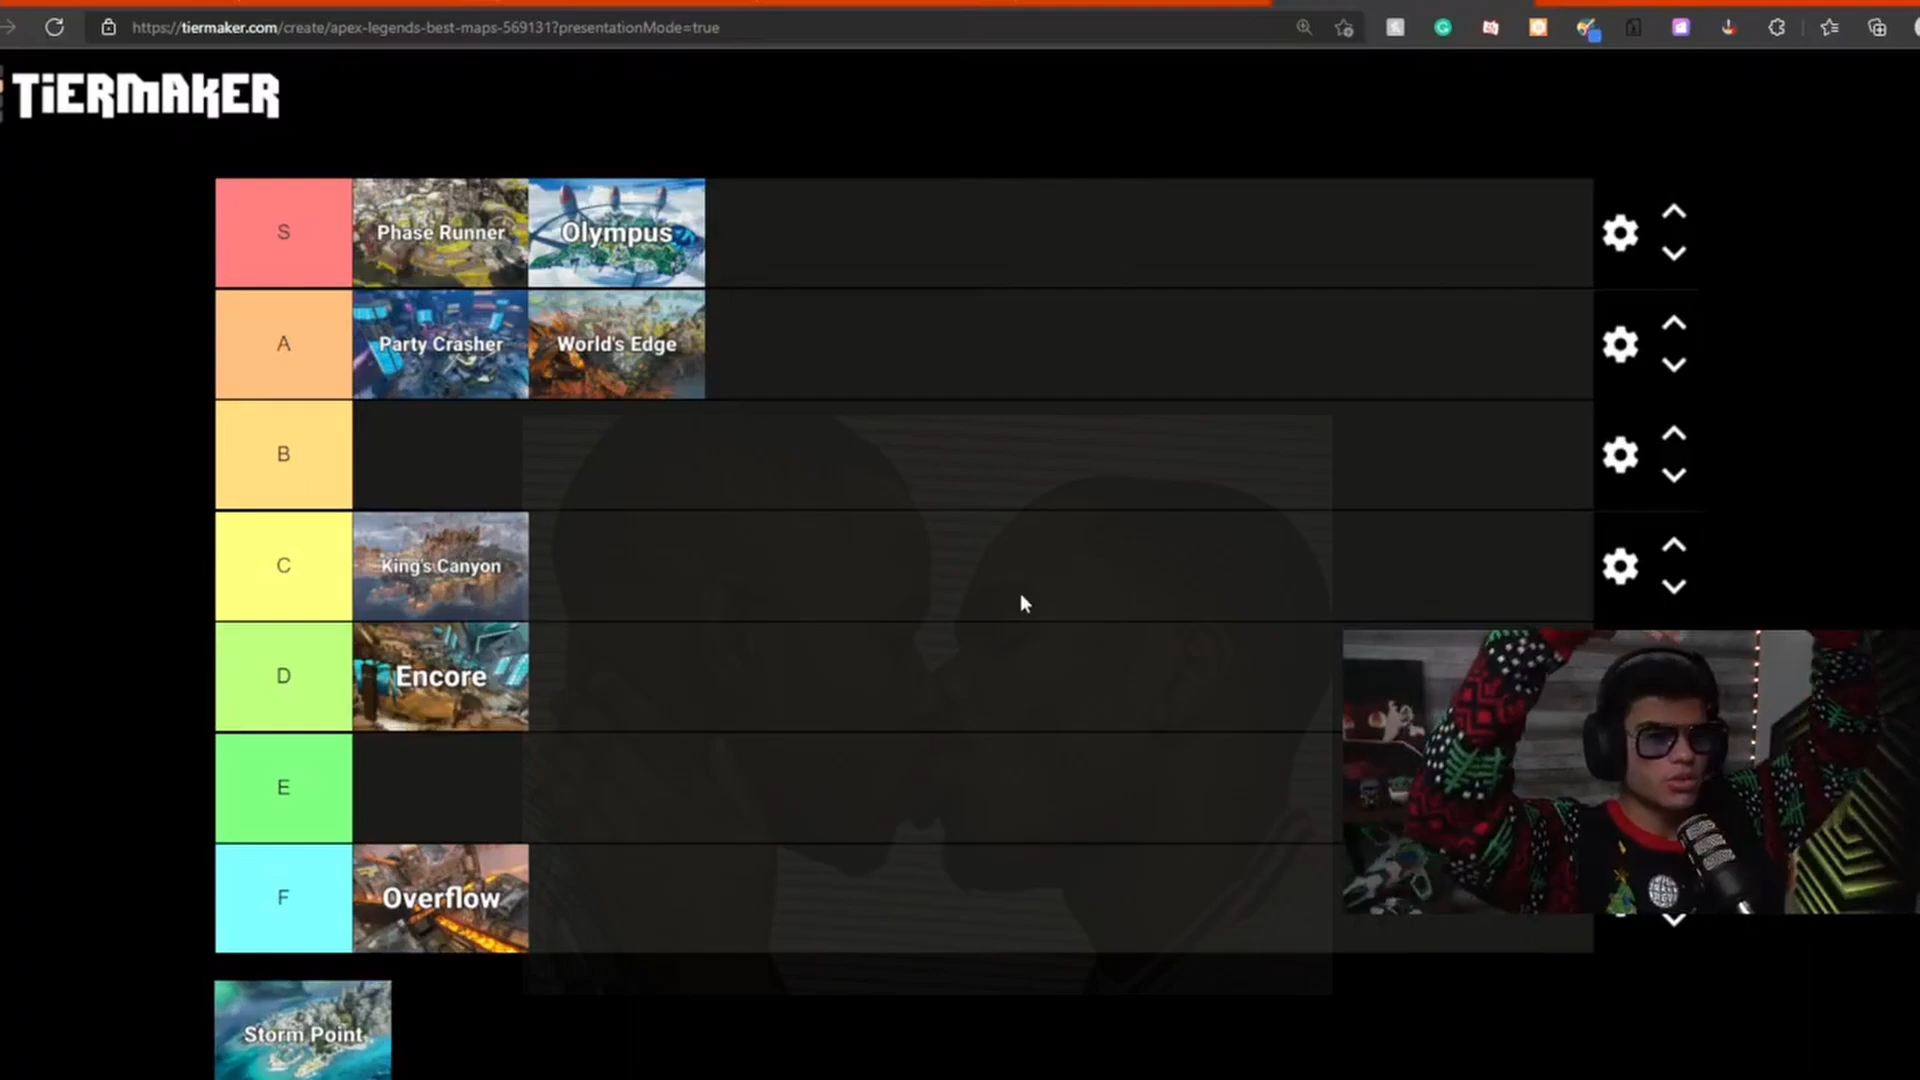 https://tiermaker.com/create/apex-legends-best-maps-569131?presentationMode=true
TiERMAKER
S
Phase Runner
Olympus
A
Party Crasher
World's Edge
B
C
King's Canyon
D
Encore
E
F
Overflow
Storm Point